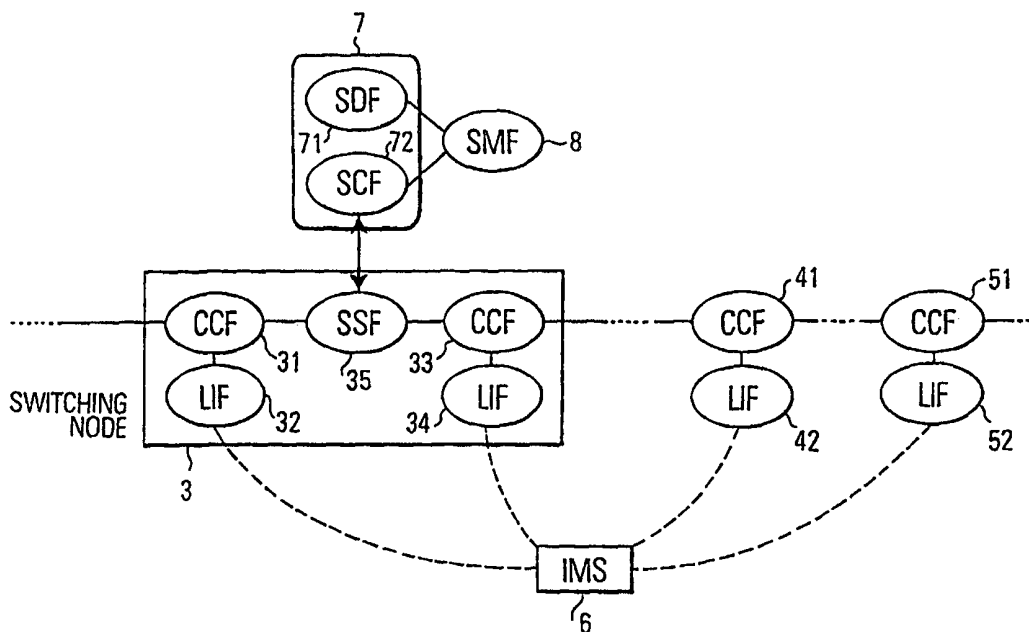 7
SDF
71
72
SMF
8
SCF
41
51
CCF
SSF
CCF
CCF
CCF
31
35
33
SWITCHING
NODE
LIF
32
34
LIF
LIF
42
LIF
52
3
IMS
6